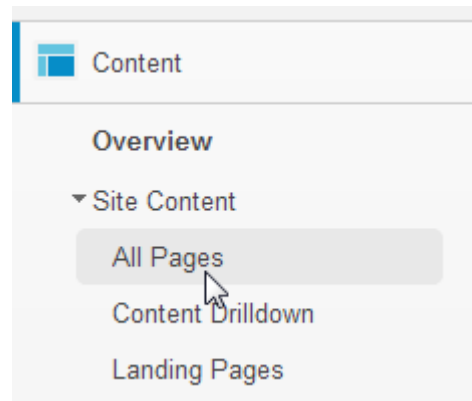 Content
Overview
Site Content
All Pages
Content Drilldown
Landing Pages